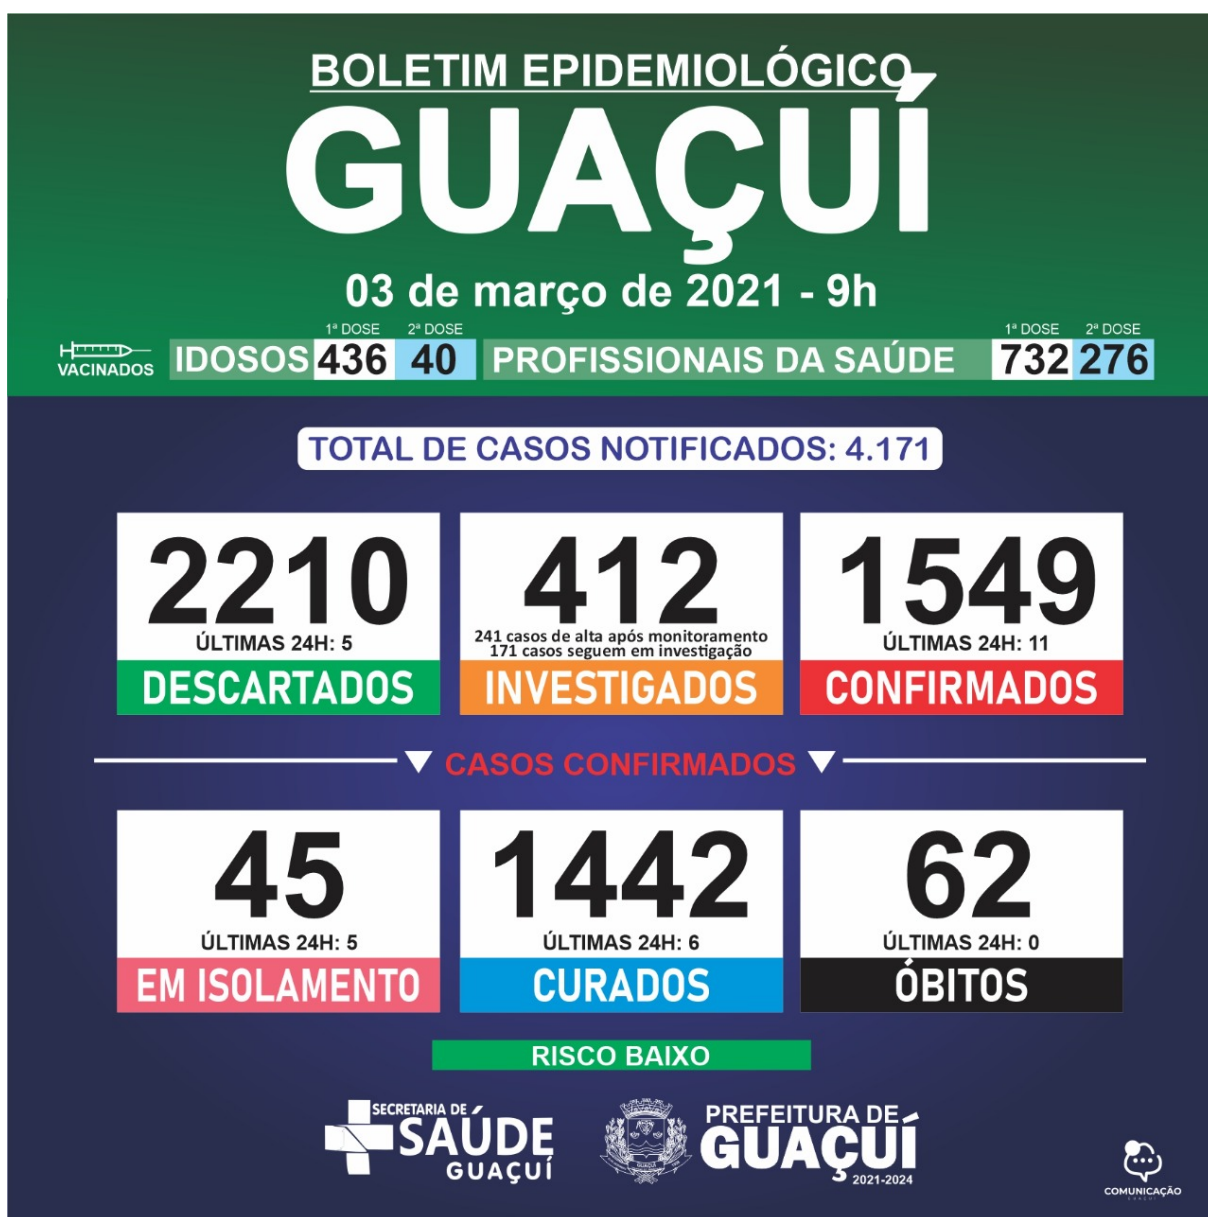 BOLETIM EPIDEMIOLÓGICO
GUAÇUÍ
03 de março de 2021 - 9h
VACINADOS
IDOSOS
1ª DOSE 2ª DOSE
436 40
PROFISSIONAIS DA SAÚDE
1ª DOSE 2ª DOSE
732 276
TOTAL DE CASOS NOTIFICADOS: 4.171
2210
ÚLTIMAS 24H: 5
DESCARTADOS
412
241 casos de alta após monitoramento
171 casos seguem em investigação
INVESTIGADOS
1549
ÚLTIMAS 24H: 11
CONFIRMADOS
CASOS CONFIRMADOS
45
ÚLTIMAS 24H: 5
EM ISOLAMENTO
1442
ÚLTIMAS 24H: 6
CURADOS
62
ÚLTIMAS 24H: 0
ÓBITOS
RISCO BAIXO
SECRETARIA DE
SAÚDE
GUAÇUÍ
PREFEITURA DE
GUAÇUÍ
2021-2024
COMUNICAÇÃO